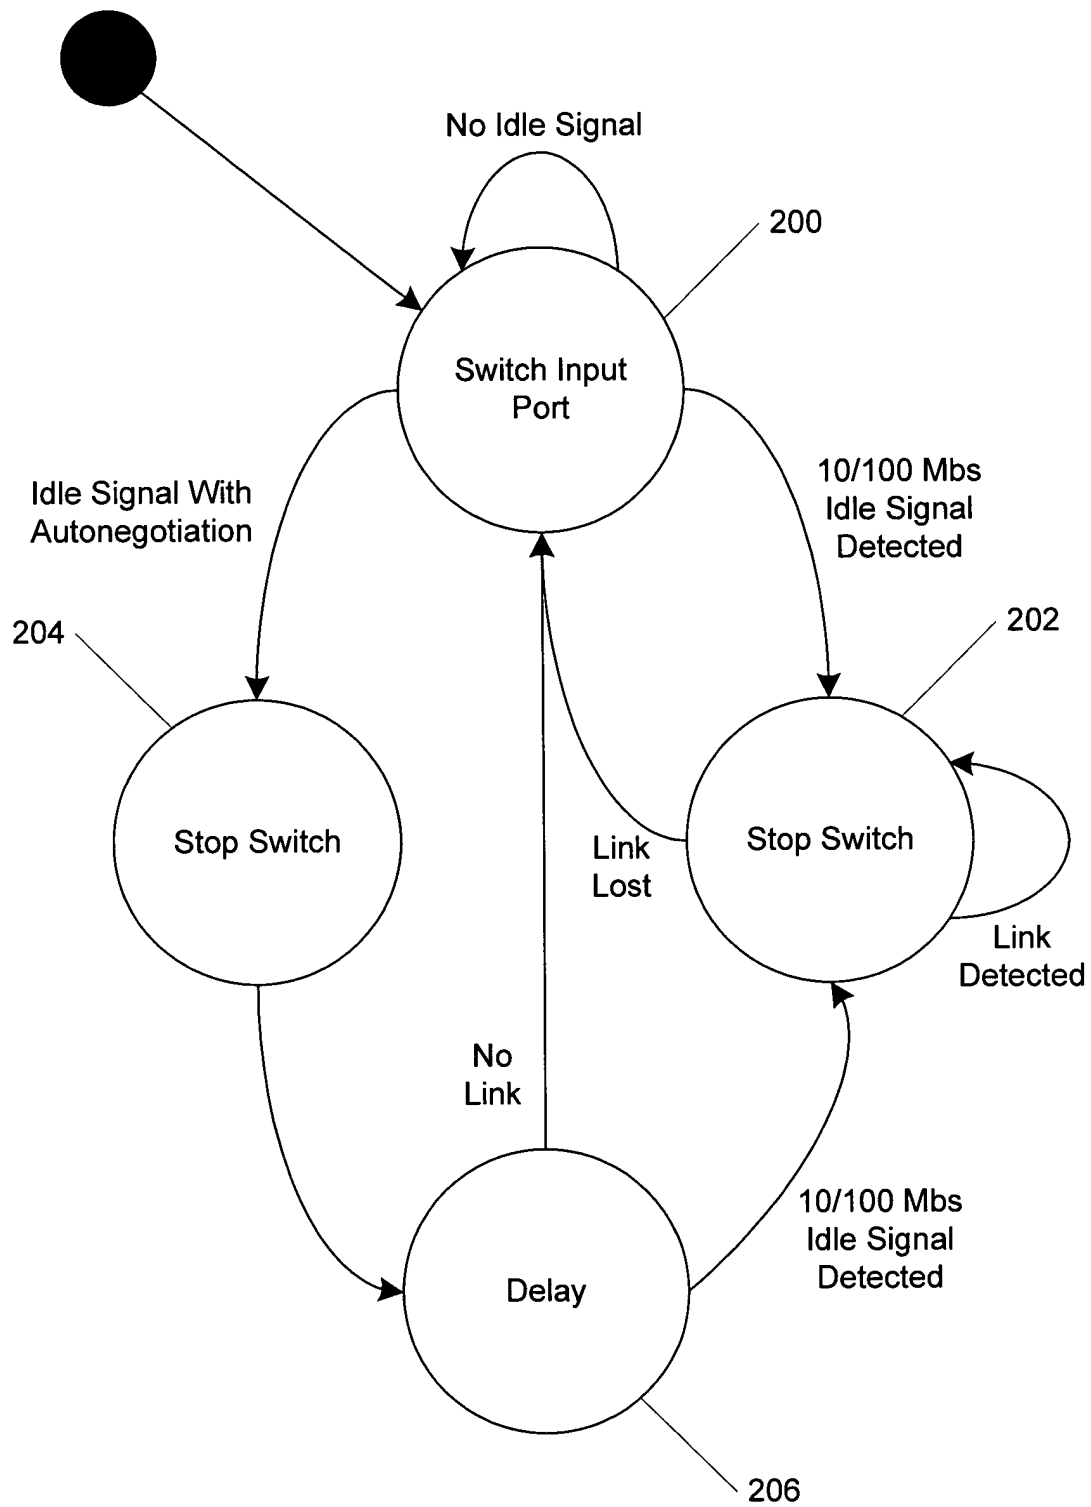 No Idle Signal
200
Switch Input
Port
Idle Signal With
Autonegotiation
10/100 Mbs
Idle Signal
Detected
204
202
Stop Switch
Stop Switch
Link
Lost
Link
Detected
No
Link
10/100 Mbs
Idle Signal
Detected
Delay
206